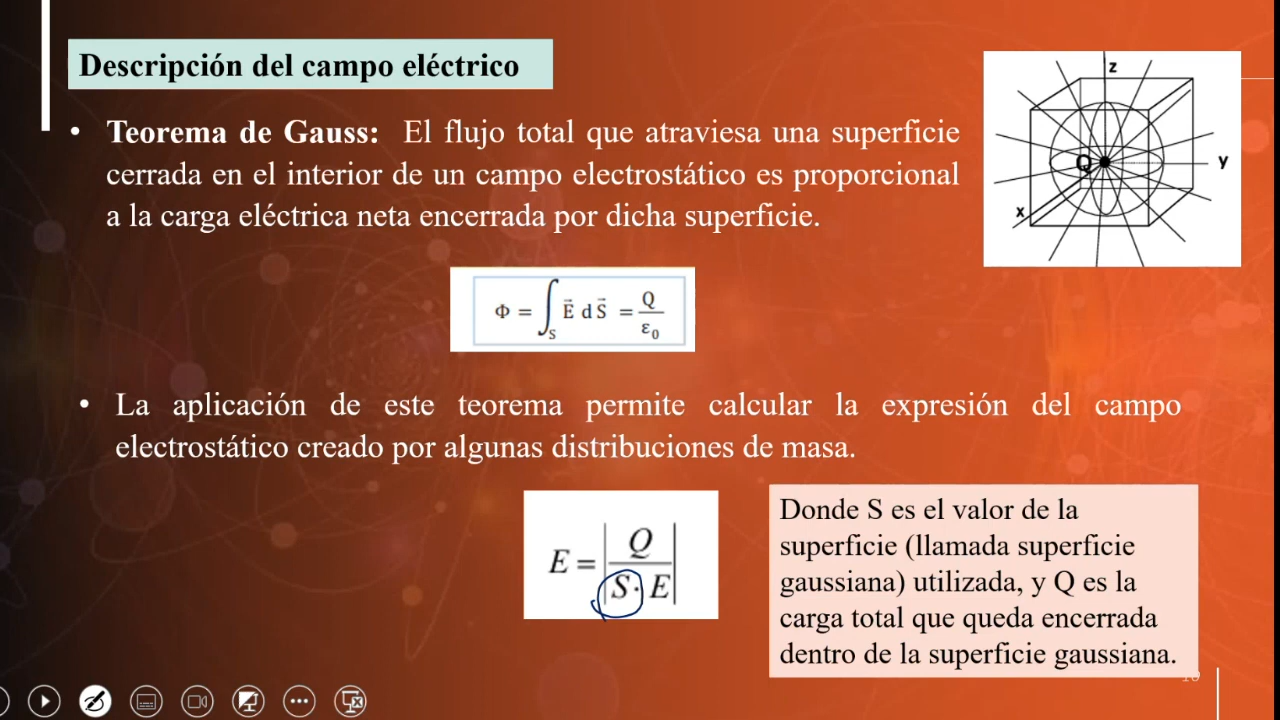 Descripción del campo eléctrico
• Teorema de Gauss: El flujo total que atraviesa una superficie
cerrada en el interior de un campo electrostático es proporcional
a la carga eléctrica neta encerrada por dicha superficie.
z
Q
y
x
Φ = ∫_S E⃗ d S⃗ = Q/ε₀
• La aplicación de este teorema permite calcular la expresión del campo
electrostático creado por algunas distribuciones de masa.
E = |Q/(S· E)|
Donde S es el valor de la
superficie (llamada superficie
gaussiana) utilizada, y Q es la
carga total que queda encerrada
dentro de la superficie gaussiana.